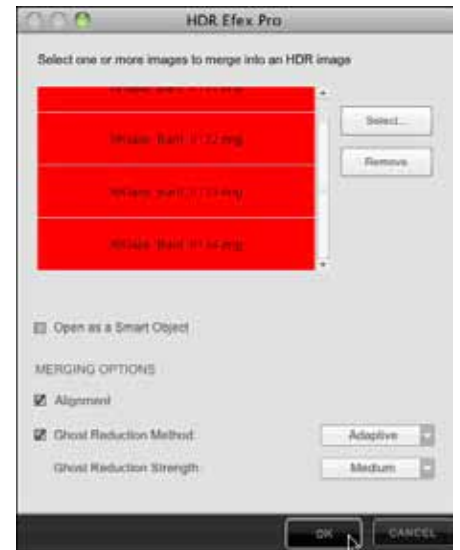 HDR Efex Pro
Select one or more images to merge into an HDR image
Select...
Remove
Open as a Smart Object
MERGING OPTIONS
Alignment
Ghost Reduction Method
Adaptive
Ghost Reduction Strength
Medium
OK
CANCEL